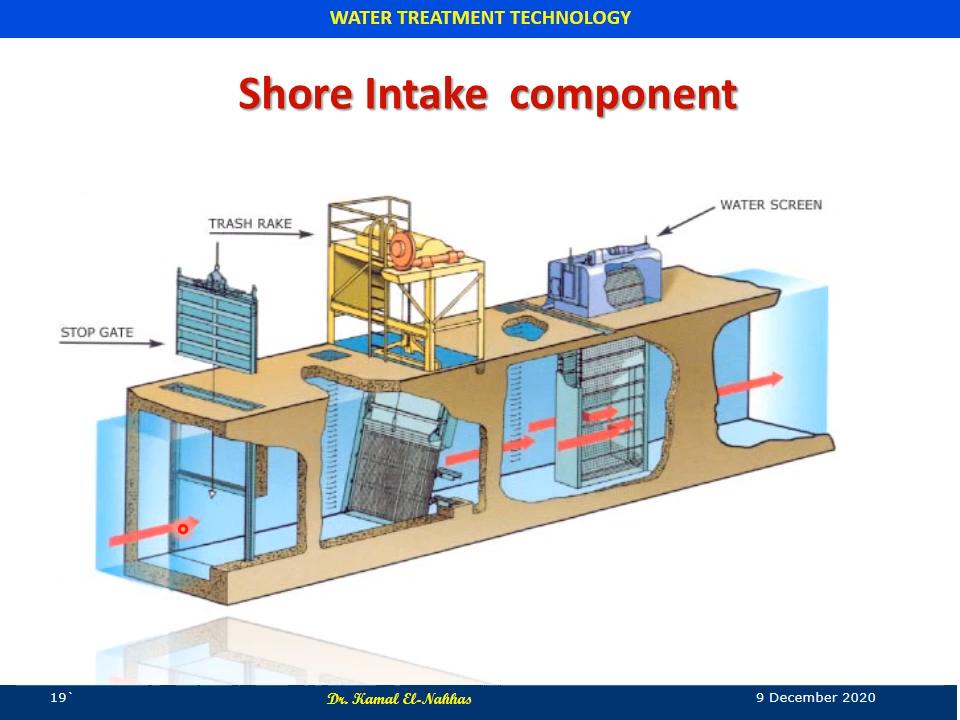 WATER TREATMENT TECHNOLOGY
Shore Intake component
WATER SCREEN
TRASH RAKE
STOP GATE
19`
Dr. Kamal El-Nahhas
9 December 2020